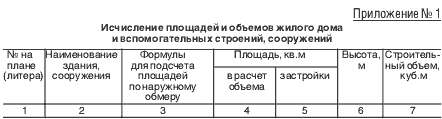 Приложение № 1
Исчисление площадей и объемов жилого дома
и вспомогательных строений, сооружений
№ на плане (литера)
Наименование здания, сооружения
Формулы для подсчета площадей по наружному обмеру
Площадь, кв.м
в расчет объема
застройки
Высота, м
Строительный объем, куб.м
1 2 3 4 5 6 7